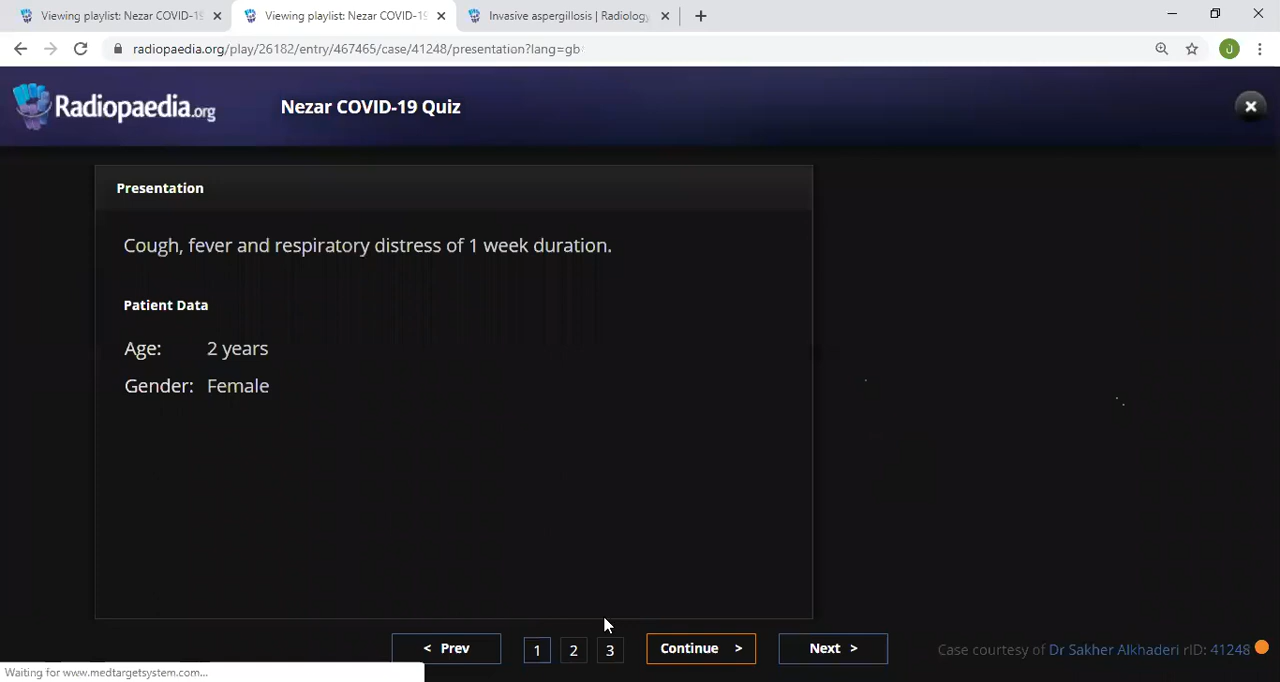 Viewing playlist: Nezar COVID-19
Viewing playlist: Nezar COVID-19
Invasive aspergillosis | Radiology
radiopaedia.org/play/26182/entry/467465/case/41248/presentation?lang=gb
J
Radiopaedia.org
Nezar COVID-19 Quiz
Presentation
Cough, fever and respiratory distress of 1 week duration.
Patient Data
Age: 2 years
Gender: Female
< Prev 1 2 3 Continue > Next >
Case courtesy of Dr Sakher Alkhaderi rID: 41248
Waiting for www.medtargetsystem.com...